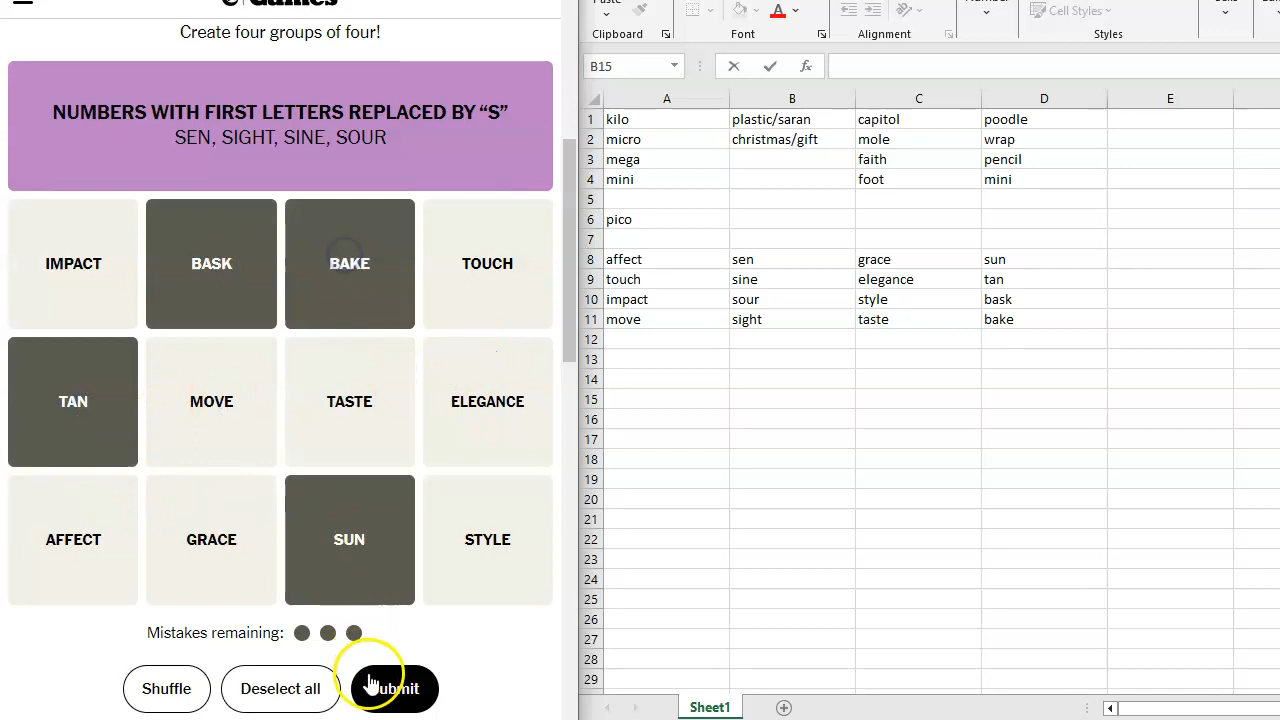 Games
Create four groups of four!
NUMBERS WITH FIRST LETTERS REPLACED BY “S”
SEN, SIGHT, SINE, SOUR
IMPACT BASK BAKE TOUCH
TAN MOVE TASTE ELEGANCE
AFFECT GRACE SUN STYLE
Mistakes remaining:
Shuffle Deselect all Submit
Paste
Cell Styles
Clipboard Font Alignment Styles
B15 fx
A B C D E
1 kilo plastic/saran capitol poodle
2 micro christmas/gift mole wrap
3 mega faith pencil
4 mini foot mini
5
6 pico
7
8 affect sen grace sun
9 touch sine elegance tan
10 impact sour style bask
11 move sight taste bake
12
13
14
15
16
17
18
19
20
21
22
23
24
25
26
27
28
29
Sheet1